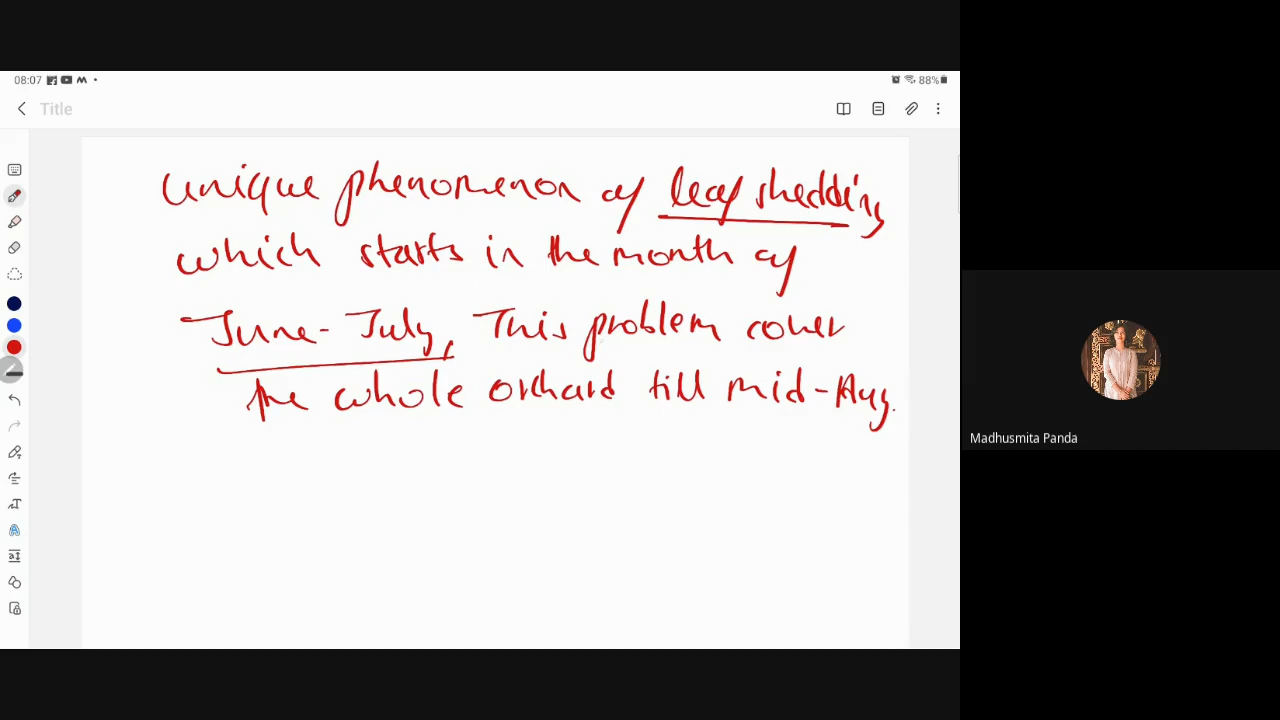 08:07
88%
Title
unique phenomenon of leaf shedding
which starts in the month of
June-July, This problem cover
the whole orchard till mid-Aug.
Madhusmita Panda